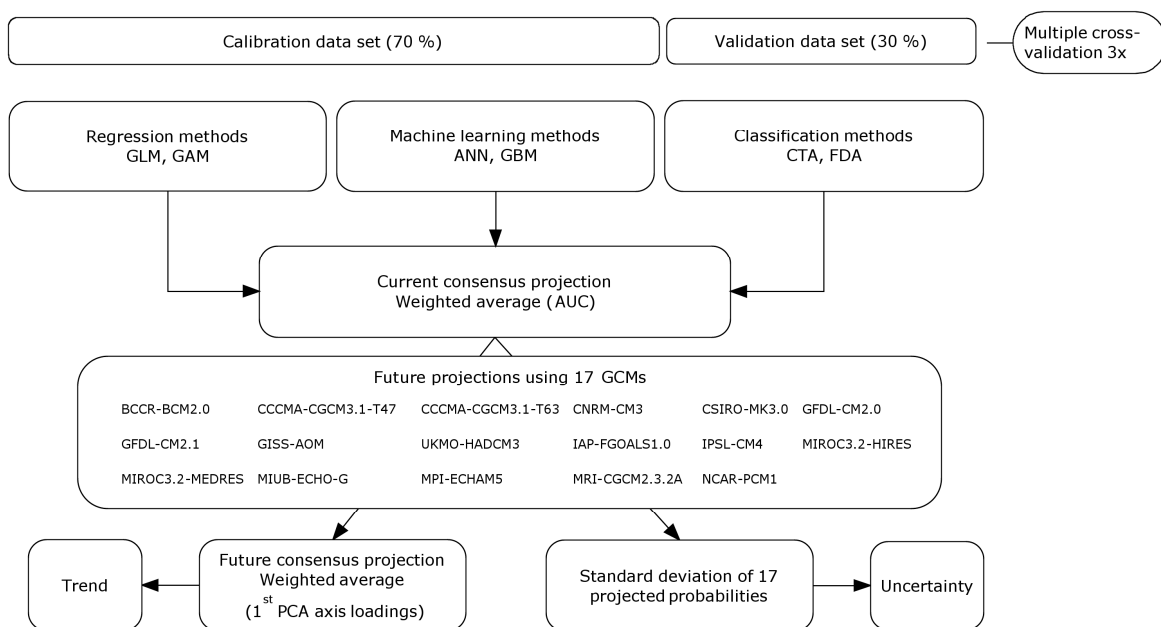 Calibration data set (70 %)
Validation data set (30 %)
Multiple cross-
validation 3x
Regression methods
GLM, GAM
Machine learning methods
ANN, GBM
Classification methods
CTA, FDA
Current consensus projection
Weighted average (AUC)
Future projections using 17 GCMs
BCCR-BCM2.0 CCCMA-CGCM3.1-T47 CCCMA-CGCM3.1-T63 CNRM-CM3 CSIRO-MK3.0 GFDL-CM2.0
GFDL-CM2.1 GISS-AOM UKMO-HADCM3 IAP-FGOALS1.0 IPSL-CM4 MIROC3.2-HIRES
MIROC3.2-MEDRES MIUB-ECHO-G MPI-ECHAM5 MRI-CGCM2.3.2A NCAR-PCM1
Trend
Future consensus projection
Weighted average
(1st PCA axis loadings)
Standard deviation of 17
projected probabilities
Uncertainty